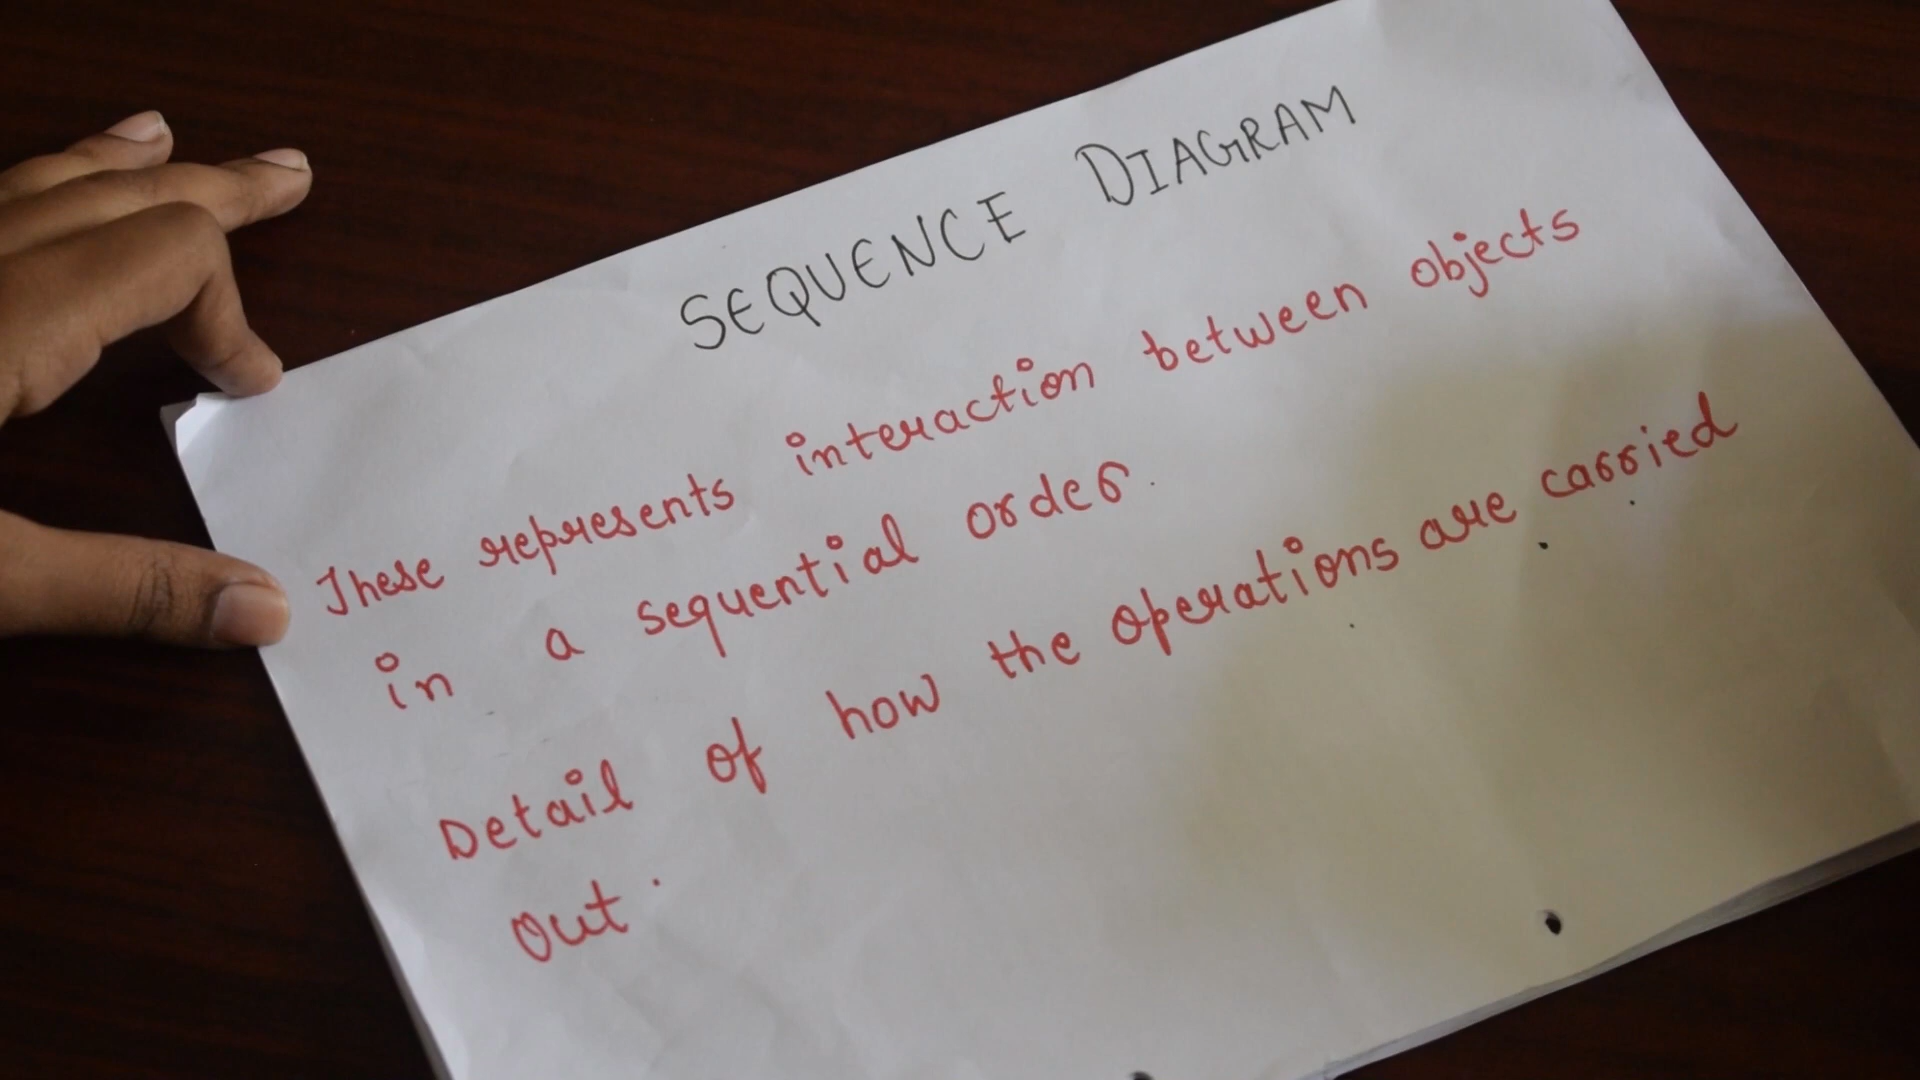 SEQUENCE DIAGRAM
These represents interaction between objects
in a sequential order.
Detail of how the operations are carried
out.